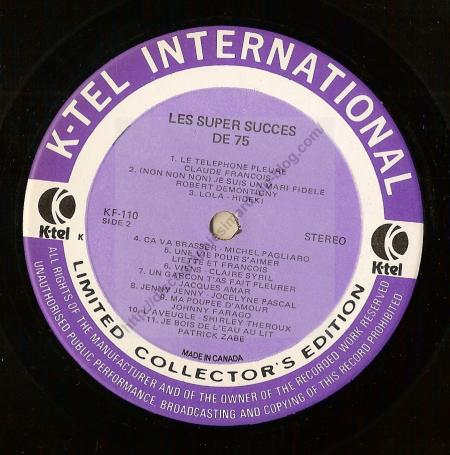 K-TEL INTERNATIONAL
LES SUPER SUCCES
DE 75
1. LE TELEPHONE PLEURE
CLAUDE FRANCOIS
2. (NON NON NON) JE SUIS UN MARI FIDELE
ROBERT DEMONTIGNY
3. LOLA - HIDEKI
KF-110
SIDE 2
STEREO
K-tel
K
K-tel
4. CA VA BRASSER - MICHEL PAGLIARO
5. UNE VIE POUR S'AIMER
LIETTE ET FRANCOIS
6. VIENS - CLAIRE SYRIL
7. UN GARCON T'AS FAIT PLEURER
JACQUES AMAR
8. JENNY JENNY - JOCELYNE PASCAL
9. MA POUPEE D'AMOUR
JOHNNY FARAGO
10. L'AVEUGLE - SHIRLEY THEROUX
11. JE BOIS DE L'EAU AU LIT
PATRICK ZABE
MADE IN CANADA
LIMITED COLLECTOR'S EDITION
ALL RIGHTS OF THE MANUFACTURER AND OF THE OWNER OF THE RECORDED WORK RESERVED
UNAUTHORISED PUBLIC PERFORMANCE, BROADCASTING AND COPYING OF THIS RECORD PROHIBITED